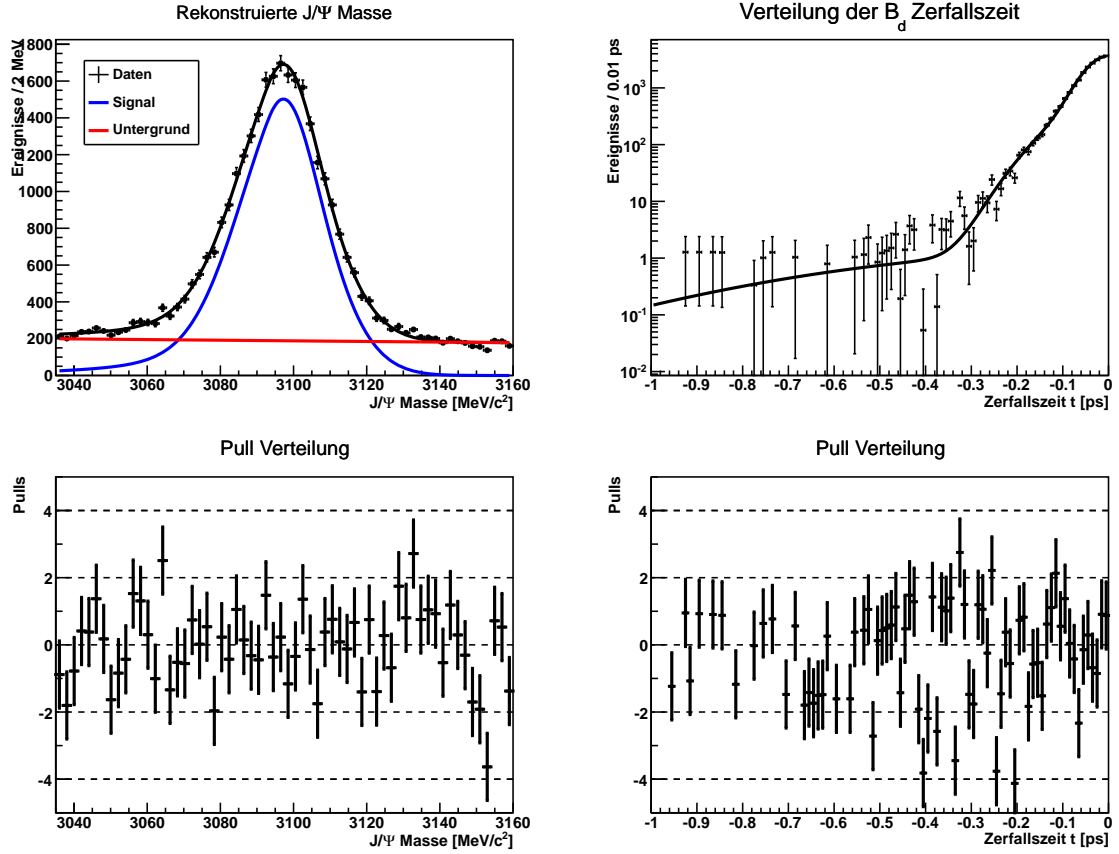 Rekonstruierte J/Ψ Masse
Ereignisse / 2 MeV
1800
1600
1400
1200
1000
800
600
400
200
0
Daten
Signal
Untergrund
3040 3060 3080 3100 3120 3140 3160
J/Ψ Masse [MeV/c²]
Verteilung der B_d Zerfallszeit
Ereignisse / 0.01 ps
10³
10²
10
1
10⁻¹
10⁻²
-1 -0.9 -0.8 -0.7 -0.6 -0.5 -0.4 -0.3 -0.2 -0.1 0
Zerfallszeit t [ps]
Pull Verteilung
Pulls
4
2
0
-2
-4
3040 3060 3080 3100 3120 3140 3160
J/Ψ Masse [MeV/c²]
Pull Verteilung
Pulls
4
2
0
-2
-4
-1 -0.9 -0.8 -0.7 -0.6 -0.5 -0.4 -0.3 -0.2 -0.1 0
Zerfallszeit t [ps]